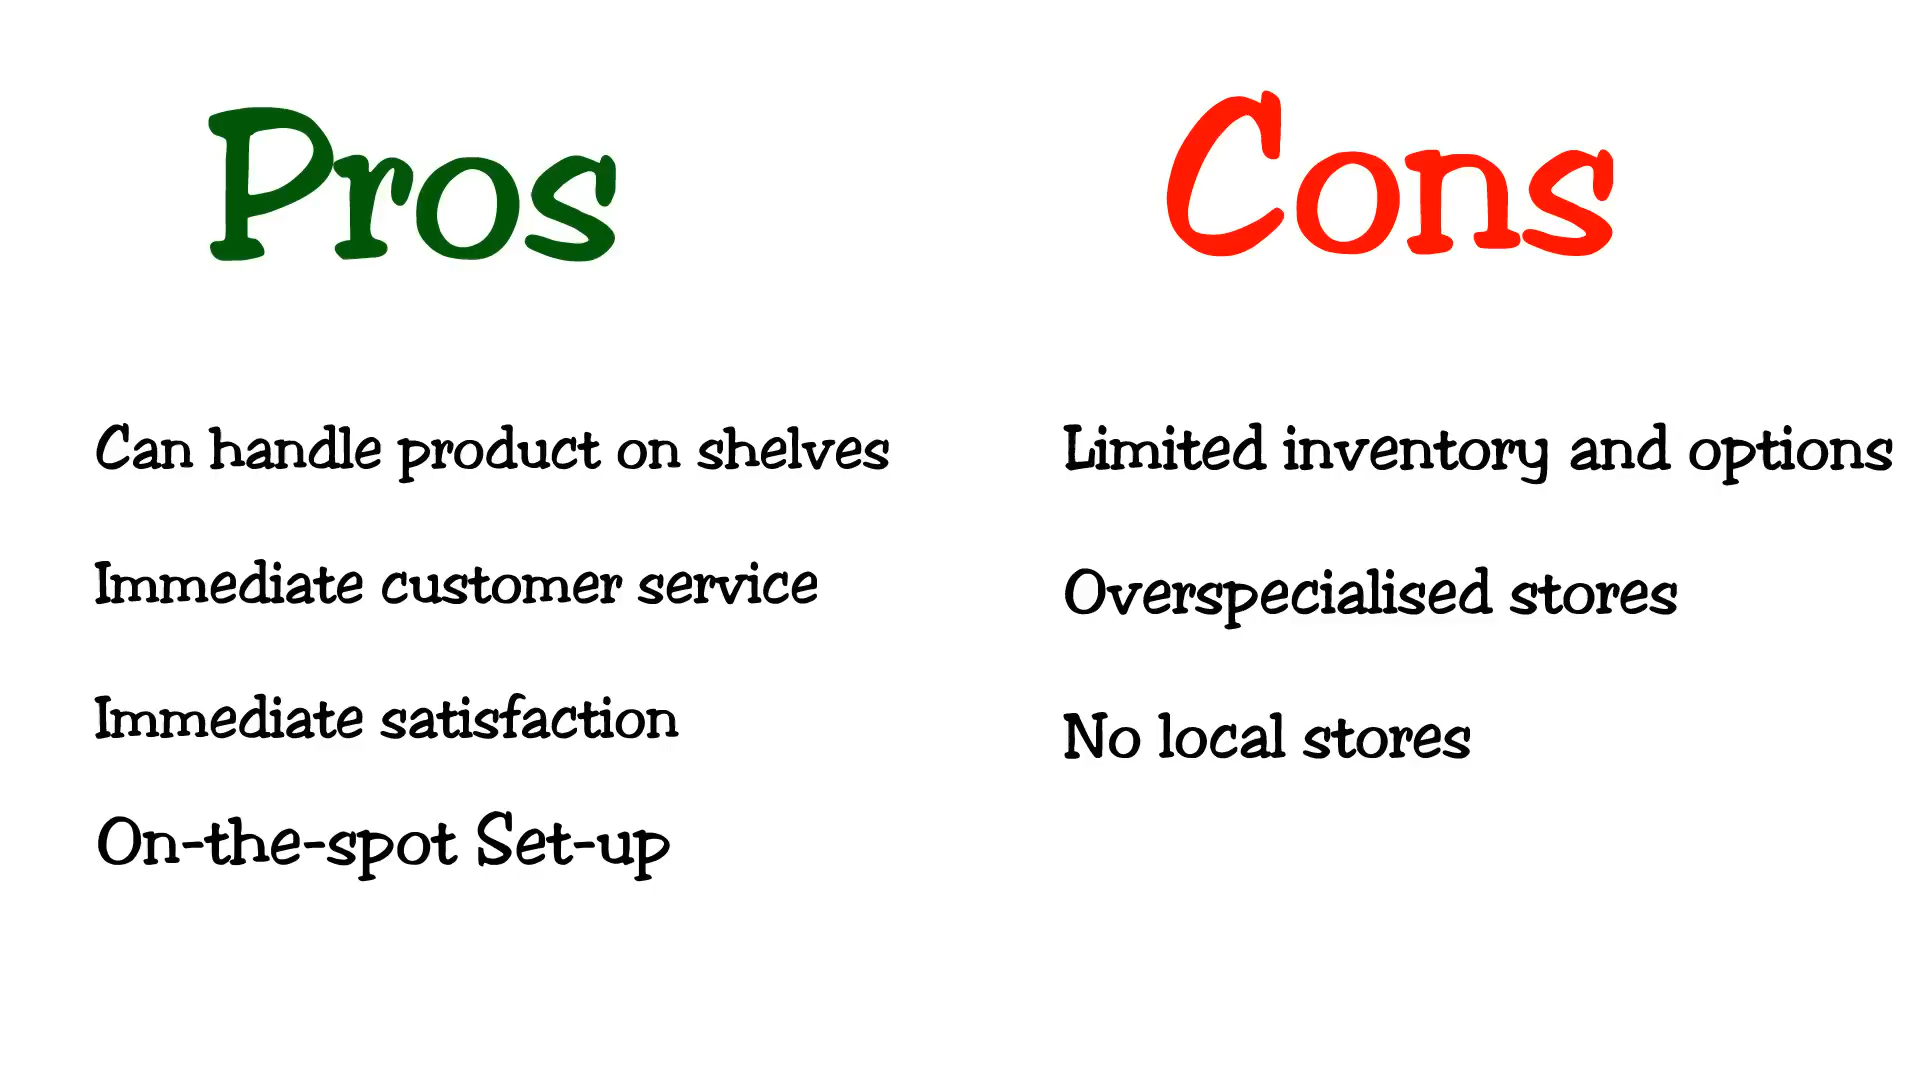 Pros
Cons
Can handle product on shelves
Immediate customer service
Immediate satisfaction
On-the-spot Set-up
Limited inventory and options
Overspecialised stores
No local stores